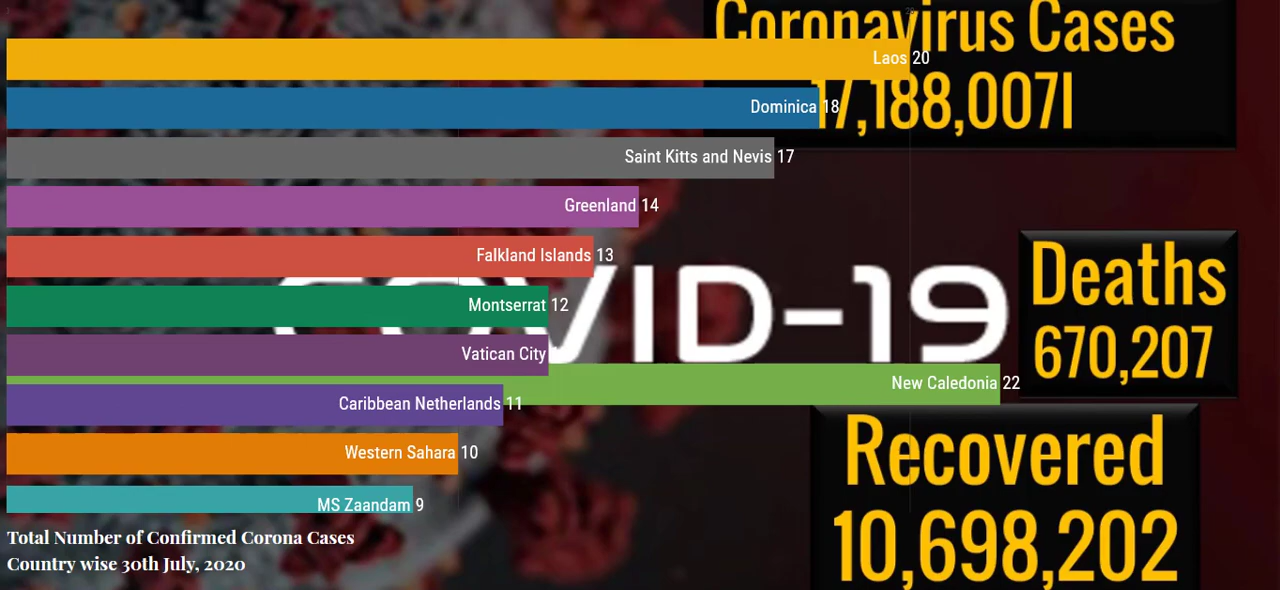 Coronavirus Cases
17,188,007
Laos 20
Dominica 18
Saint Kitts and Nevis 17
Greenland 14
Falkland Islands 13
Montserrat 12
Vatican City
New Caledonia 22
Caribbean Netherlands 11
Western Sahara 10
MS Zaandam 9
COVID-19
Deaths
670,207
Recovered
10,698,202
Total Number of Confirmed Corona Cases
Country wise 30th July, 2020